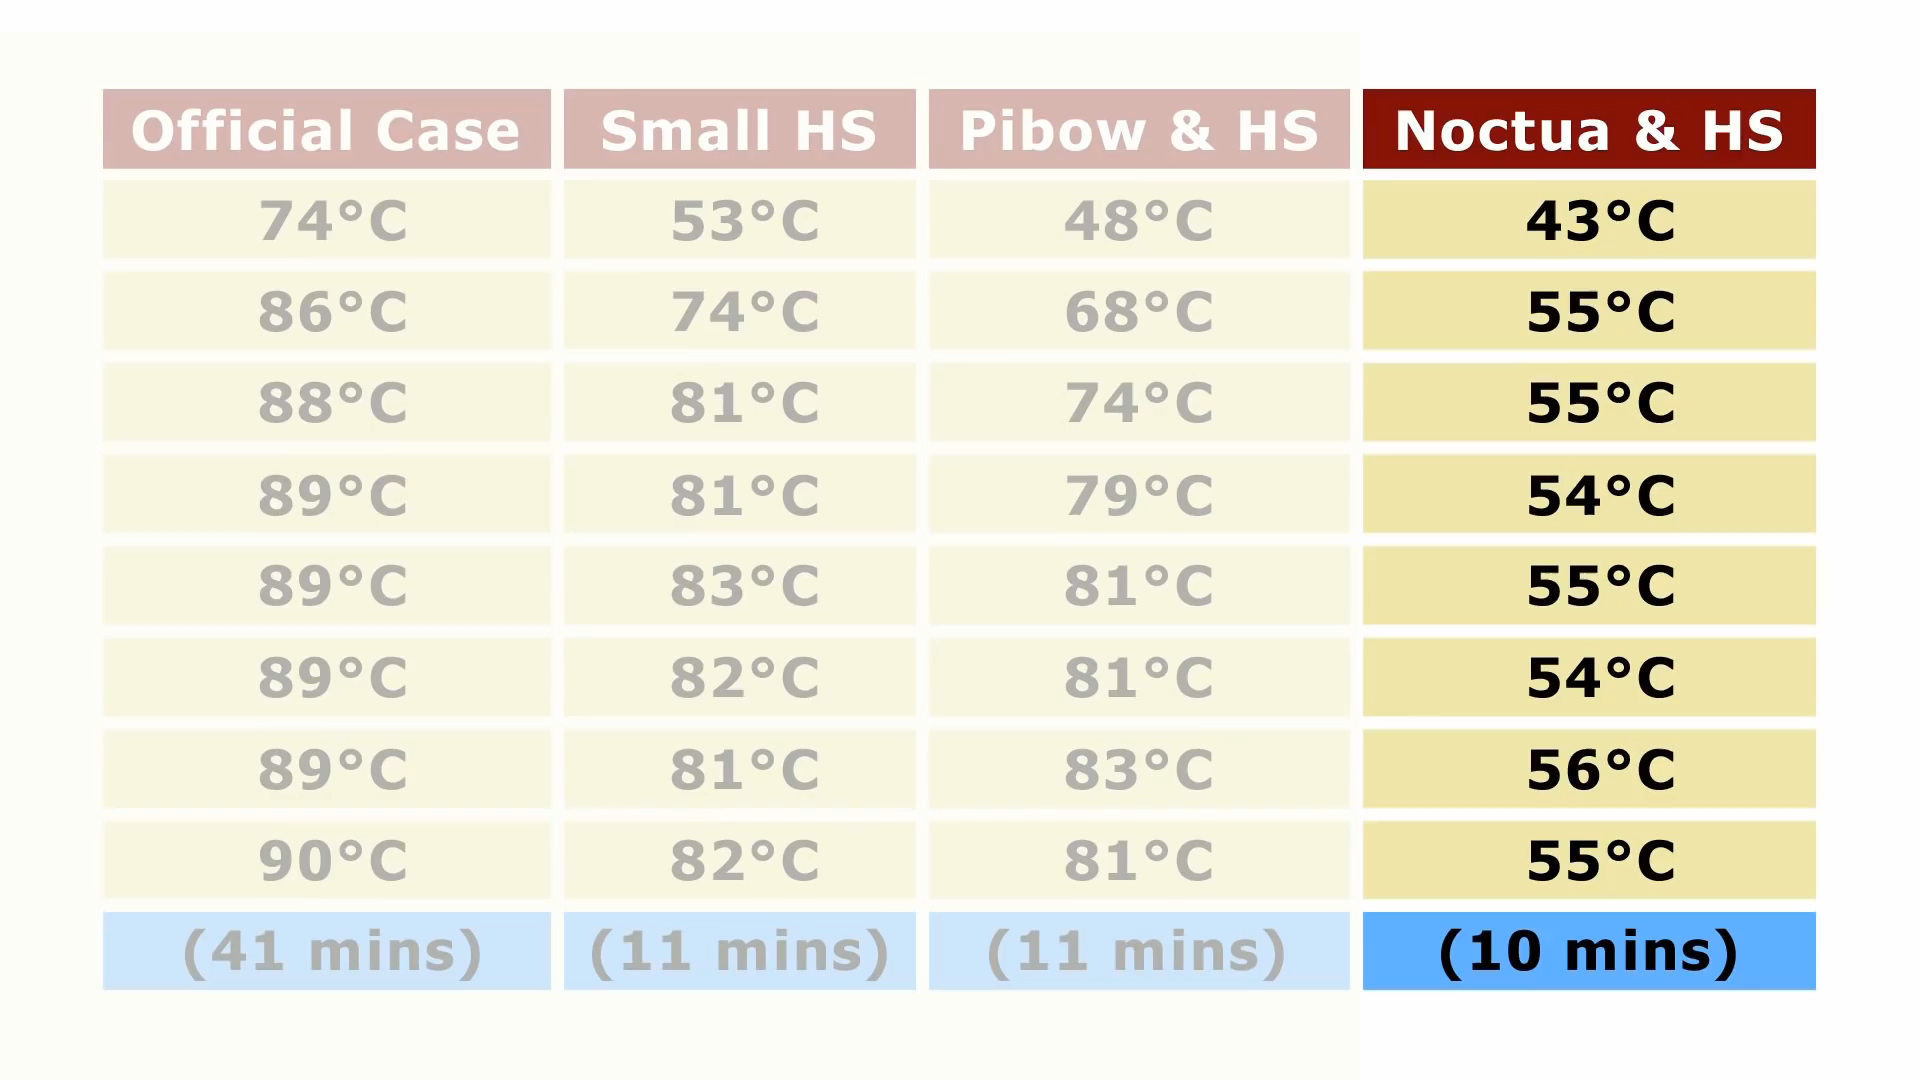 Official Case Small HS Pibow & HS Noctua & HS
74°C 53°C 48°C 43°C
86°C 74°C 68°C 55°C
88°C 81°C 74°C 55°C
89°C 81°C 79°C 54°C
89°C 83°C 81°C 55°C
89°C 82°C 81°C 54°C
89°C 81°C 83°C 56°C
90°C 82°C 81°C 55°C
(41 mins) (11 mins) (11 mins) (10 mins)